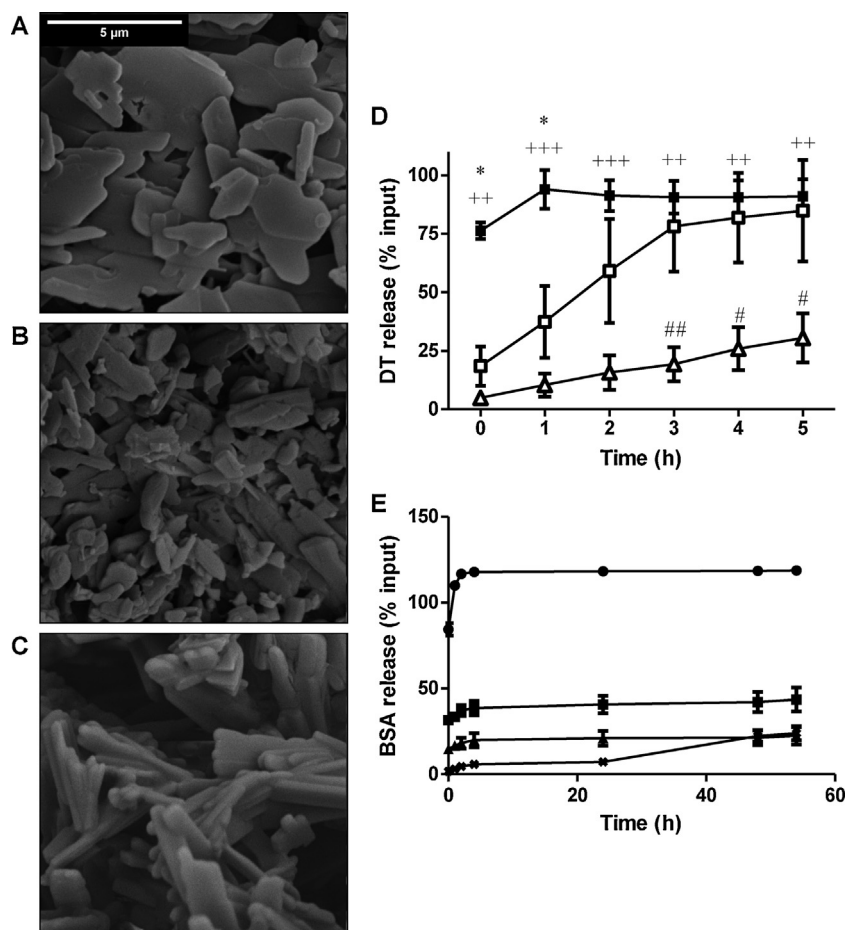 A
5 µm
B
C
D
* *
++ +++ +++ ++ ++ ++
## # #
DT release (% input)
100
75
50
25
0
0 1 2 3 4 5
Time (h)
E
BSA release (% input)
150
100
50
0
0 20 40 60
Time (h)